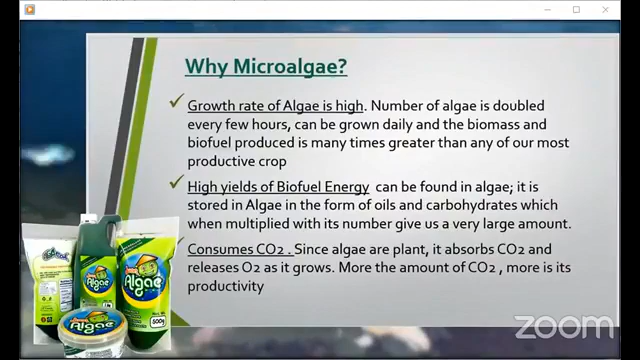 Why Microalgae?
Growth rate of Algae is high. Number of algae is doubled
every few hours, can be grown daily and the biomass and
biofuel produced is many times greater than any of our most
productive crop
High yields of Biofuel Energy can be found in algae; it is
stored in Algae in the form of oils and carbohydrates which
when multiplied with its number give us a very large amount.
Consumes CO2 . Since algae are plant, it absorbs CO2 and
releases O2 as it grows. More the amount of CO2 , more is its
productivity
Algae
Algae
500g
Algae
zoom